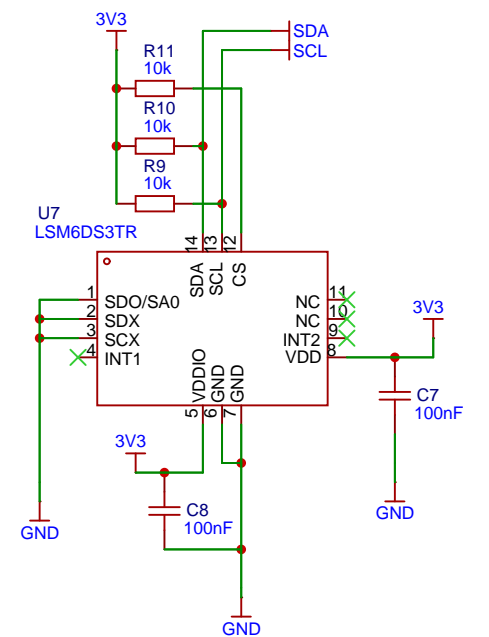 3V3
SDA
SCL
R11
10k
R10
10k
R9
10k
U7
LSM6DS3TR
14
13
12
SDA
SCL
CS
1
SDO/SA0
2
SDX
3
SCX
4
INT1
11
NC
10
NC
9
INT2
8
VDD
3V3
VDDIO
GND
GND
5
6
7
C7
100nF
3V3
C8
100nF
GND
GND
GND